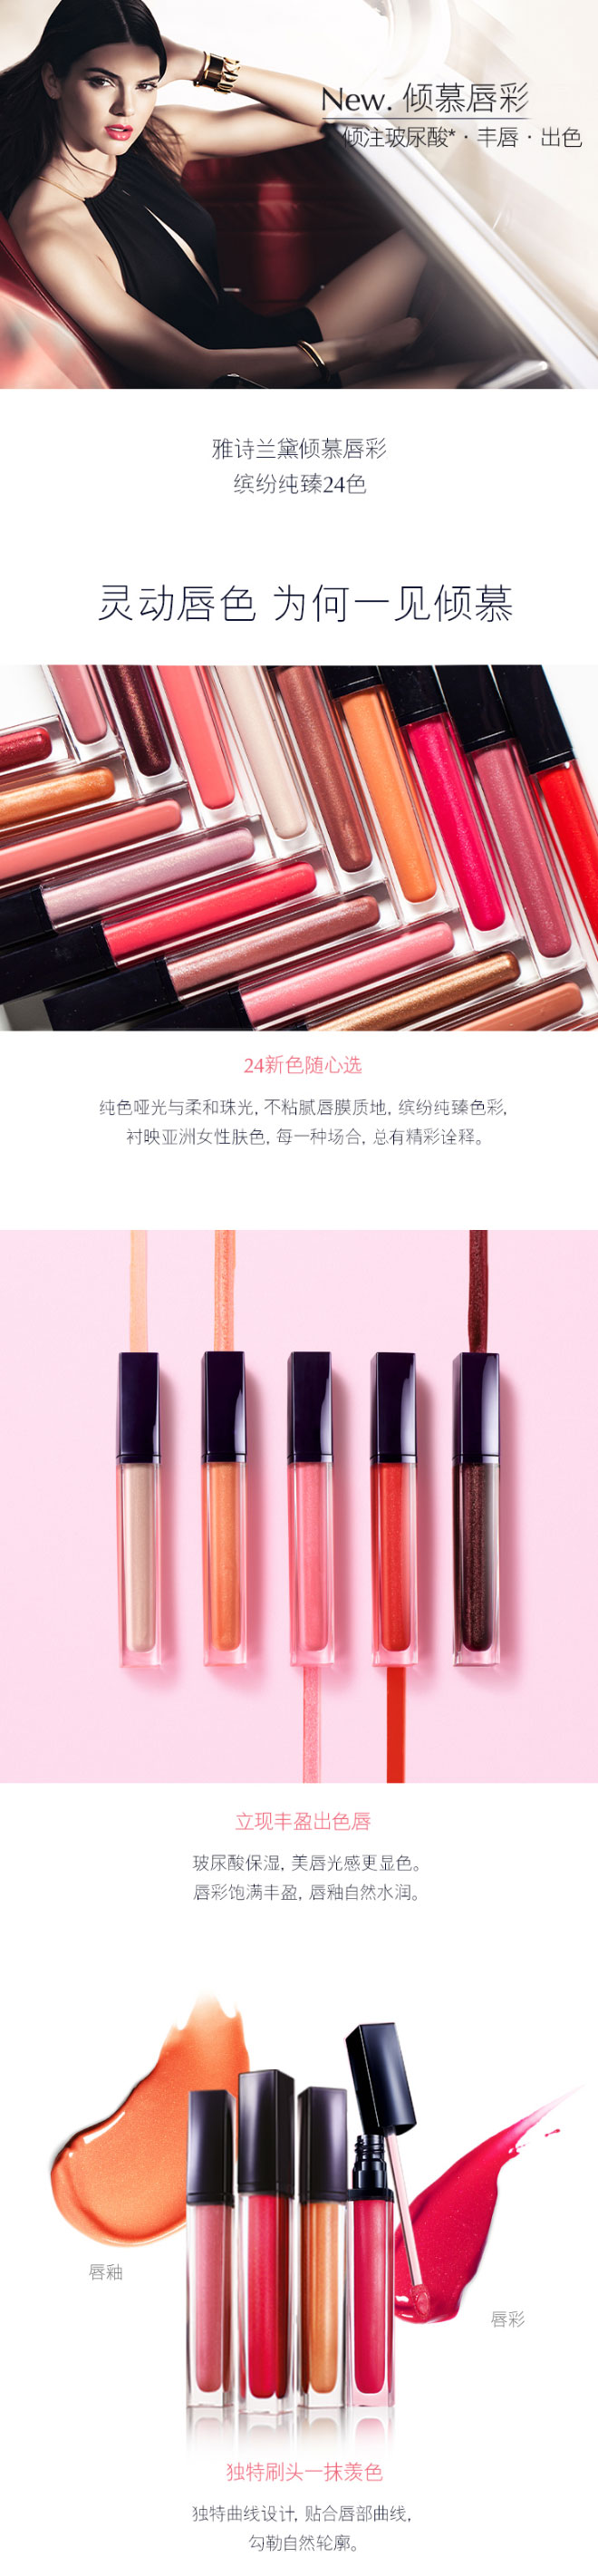 New. 倾慕唇彩
倾注玻尿酸*·丰唇·出色
雅诗兰黛倾慕唇彩
缤纷纯臻24色
灵动唇色 为何一见倾慕
24新色随心选
纯色哑光与柔和珠光, 不粘腻唇膜质地, 缤纷纯臻色彩,
衬映亚洲女性肤色, 每一种场合, 总有精彩诠释。
立现丰盈出色唇
玻尿酸保湿, 美唇光感更显色。
唇彩饱满丰盈, 唇釉自然水润。
唇釉
唇彩
独特刷头一抹羡色
独特曲线设计, 贴合唇部曲线,
勾勒自然轮廓。